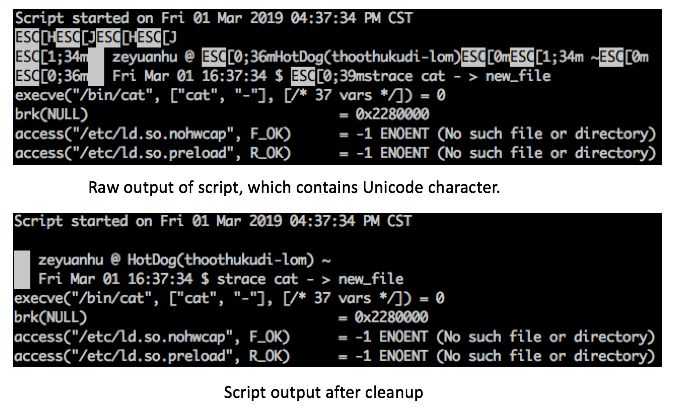 Script started on Fri 01 Mar 2019 04:37:34 PM CST
ESC[HESC[JESC[HESC[J
ESC[1;34m zeyuanhu @ ESC[0;36mHotDog(thoothukudi-lom)ESC[0mESC[1;34m ~ESC[0m
ESC[0;36m Fri Mar 01 16:37:34 $ ESC[0;39mstrace cat - > new_file
execve("/bin/cat", ["cat", "-"], [/* 37 vars */]) = 0
brk(NULL) = 0x2280000
access("/etc/ld.so.nohwcap", F_OK) = -1 ENOENT (No such file or directory)
access("/etc/ld.so.preload", R_OK) = -1 ENOENT (No such file or directory)
Raw output of script, which contains Unicode character.
Script started on Fri 01 Mar 2019 04:37:34 PM CST
zeyuanhu @ HotDog(thoothukudi-lom) ~
Fri Mar 01 16:37:34 $ strace cat - > new_file
execve("/bin/cat", ["cat", "-"], [/* 37 vars */]) = 0
brk(NULL) = 0x2280000
access("/etc/ld.so.nohwcap", F_OK) = -1 ENOENT (No such file or directory)
access("/etc/ld.so.preload", R_OK) = -1 ENOENT (No such file or directory)
Script output after cleanup